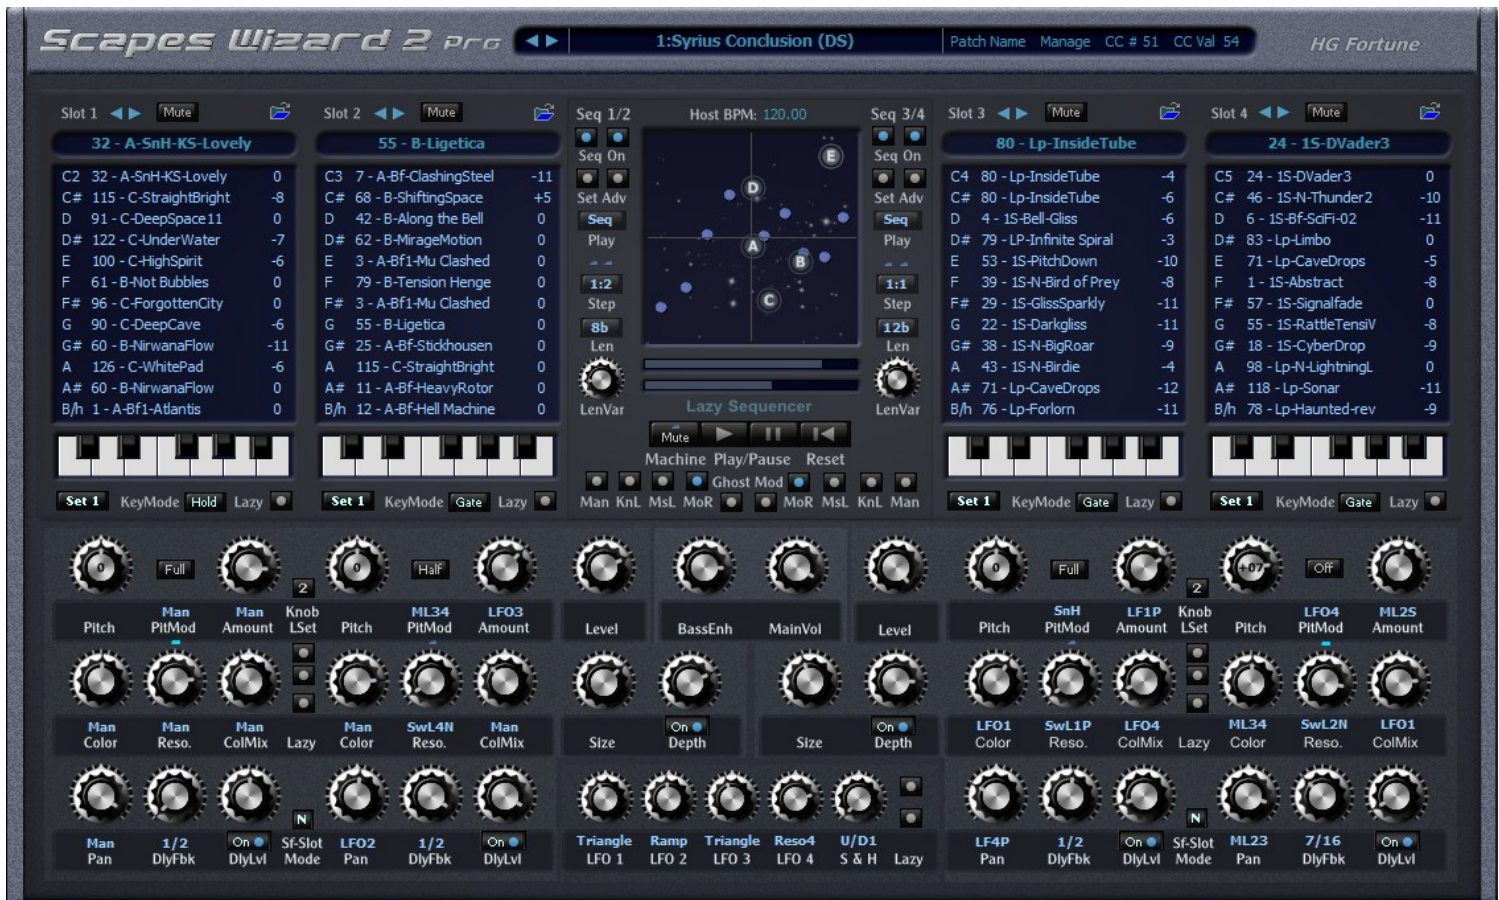 Scapes Wizard 2 Pro
1:Syrius Conclusion (DS)
Patch Name Manage CC # 51 CC Val 54
HG Fortune
Slot 1 Mute
32 - A-SnH-KS-Lovely
C2 32 - A-SnH-KS-Lovely 0
C# 115 - C-StraightBright -8
D 91 - C-DeepSpace11 0
D# 122 - C-UnderWater -7
E 100 - C-HighSpirit -6
F 61 - B-Not Bubbles 0
F# 96 - C-ForgottenCity 0
G 90 - C-DeepCave -6
G# 60 - B-NirwanaFlow -11
A 126 - C-WhitePad -6
A# 60 - B-NirwanaFlow 0
B/h 1 - A-Bf1-Atlantis 0
Set 1 KeyMode Hold Lazy
Slot 2 Mute
55 - B-Ligetica
C3 7 - A-Bf-ClashingSteel -11
C# 68 - B-ShiftingSpace +5
D 42 - B-Along the Bell 0
D# 62 - B-MirageMotion 0
E 3 - A-Bf1-Mu Clashed 0
F 79 - B-Tension Henge 0
F# 3 - A-Bf1-Mu Clashed 0
G 55 - B-Ligetica 0
G# 25 - A-Bf-Stickhousen 0
A 115 - C-StraightBright 0
A# 11 - A-Bf-HeavyRotor 0
B/h 12 - A-Bf-Hell Machine 0
Set 1 KeyMode Gate Lazy
Seq 1/2
Seq On
Set Adv
Seq
Play
1:2
Step
8b
Len
LenVar
Host BPM: 120.00
E
D
A
B
C
Lazy Sequencer
Mute
Machine Play/Pause Reset
Ghost Mod
Man KnL MsL MoR MoR MsL KnL Man
Seq 3/4
Seq On
Set Adv
Seq
Play
1:1
Step
12b
Len
LenVar
Slot 3 Mute
80 - Lp-InsideTube
C4 80 - Lp-InsideTube -4
C# 80 - Lp-InsideTube -6
D 4 - 1S-Bell-Gliss -6
D# 79 - LP-Infinite Spiral -3
E 53 - 1S-PitchDown -10
F 39 - 1S-N-Bird of Prey -8
F# 29 - 1S-GlissSparkly -11
G 22 - 1S-Darkgliss -11
G# 38 - 1S-N-BigRoar -9
A 43 - 1S-N-Birdie -4
A# 71 - Lp-CaveDrops -12
B/h 76 - Lp-Forlorn -11
Set 1 KeyMode Gate Lazy
Slot 4 Mute
24 - 1S-DVader3
C5 24 - 1S-DVader3 0
C# 46 - 1S-N-Thunder2 -10
D 6 - 1S-Bf-SciFi-02 -11
D# 83 - Lp-Limbo 0
E 71 - Lp-CaveDrops -5
F 1 - 1S-Abstract -8
F# 57 - 1S-Signalfade 0
G 55 - 1S-RattleTensiV -8
G# 18 - 1S-CyberDrop -9
A 98 - Lp-N-LightningL 0
A# 118 - Lp-Sonar -11
B/h 78 - Lp-Haunted-rev -9
Set 1 KeyMode Gate Lazy
0 Full 2 0 Half 0 Full 2 +07 Off
Man Man Knob ML34 LFO3 SnH LF1P Knob LFO4 ML2S
Pitch PitMod Amount LSet Pitch PitMod Amount Level BassEnh MainVol Level Pitch PitMod Amount LSet Pitch PitMod Amount
Man Man Man Man SwL4N Man On On LFO1 SwL1P LFO4 ML34 SwL2N LFO1
Color Reso. ColMix Lazy Color Reso. ColMix Size Depth Size Depth Color Reso. ColMix Lazy Color Reso. ColMix
N N
Man 1/2 On Sf-Slot LFO2 1/2 On Triangle Ramp Triangle Reso4 U/D1 LF4P 1/2 On Sf-Slot ML23 7/16 On
Pan DlyFbk DlyLvl Mode Pan DlyFbk DlyLvl LFO 1 LFO 2 LFO 3 LFO 4 S & H Lazy Pan DlyFbk DlyLvl Mode Pan DlyFbk DlyLvl